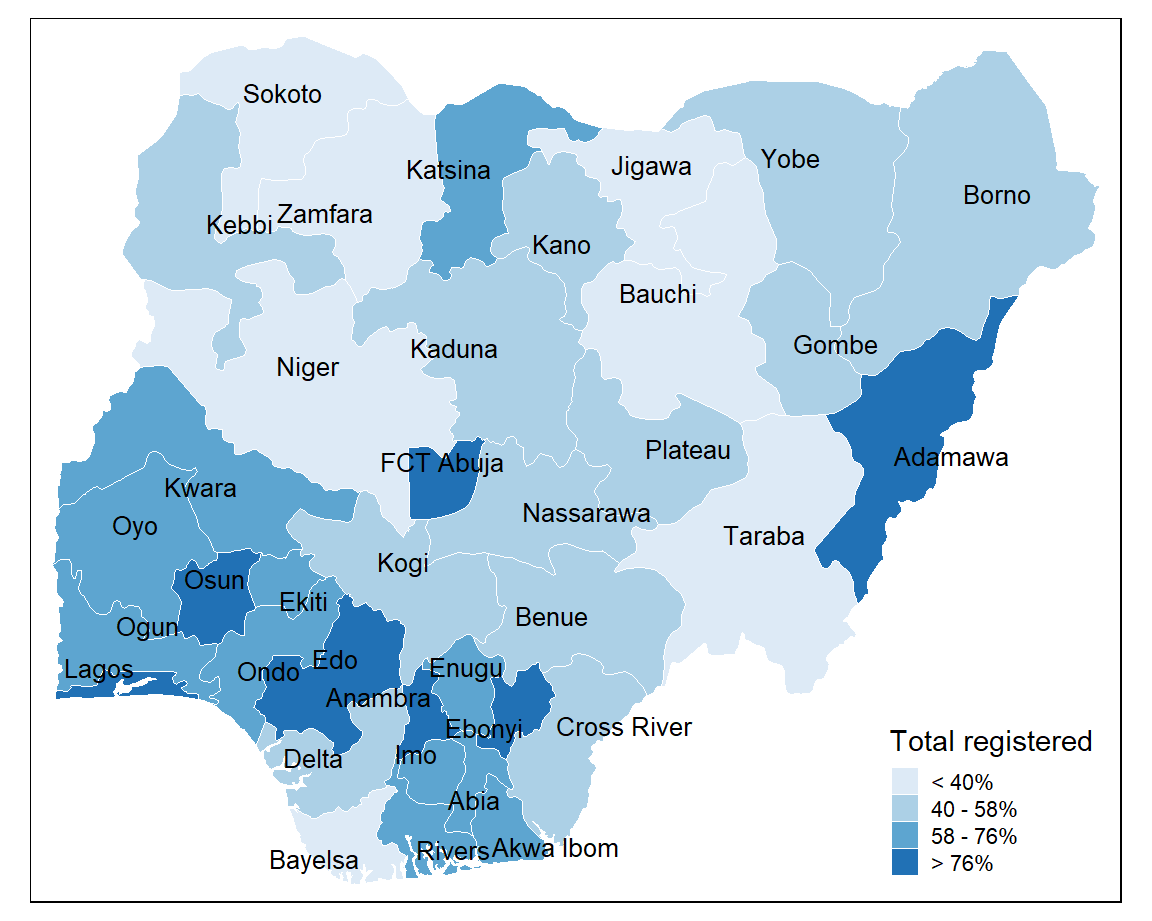 Sokoto
Katsina
Jigawa
Yobe
Borno
Kebbi
Zamfara
Kano
Bauchi
Niger
Kaduna
Gombe
FCT Abuja
Plateau
Adamawa
Kwara
Oyo
Nassarawa
Taraba
Kogi
Osun
Ekiti
Benue
Ogun
Lagos
Ondo
Edo
Enugu
Anambra
Ebonyi
Cross River
Delta
Imo
Abia
Bayelsa
Rivers
Akwa Ibom
Total registered
< 40%
40 - 58%
58 - 76%
> 76%